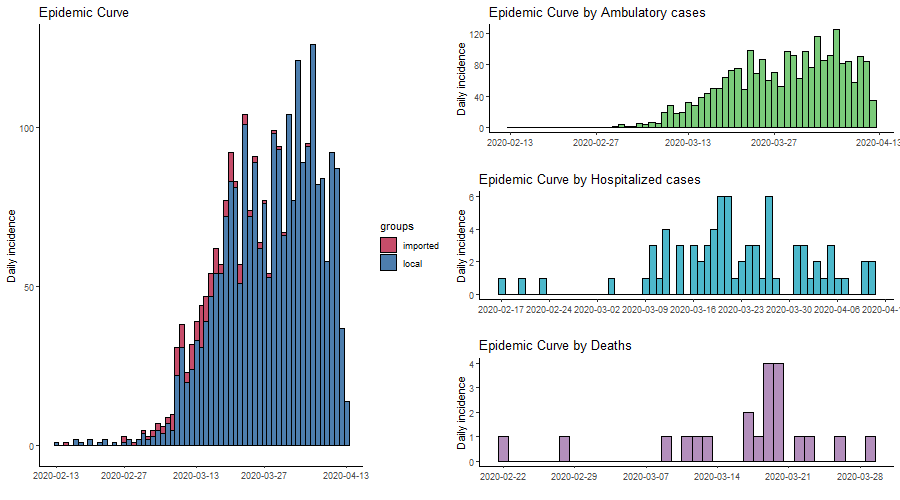 Epidemic Curve
Daily incidence
100
50
0
2020-02-13 2020-02-27 2020-03-13 2020-03-27 2020-04-13
groups
imported
local
Epidemic Curve by Ambulatory cases
Daily incidence
120
80
40
0
2020-02-13 2020-02-27 2020-03-13 2020-03-27 2020-04-13
Epidemic Curve by Hospitalized cases
Daily incidence
6
4
2
0
2020-02-17 2020-02-24 2020-03-02 2020-03-09 2020-03-16 2020-03-23 2020-03-30 2020-04-06 2020-04-1
Epidemic Curve by Deaths
Daily incidence
4
3
2
1
0
2020-02-22 2020-02-29 2020-03-07 2020-03-14 2020-03-21 2020-03-28